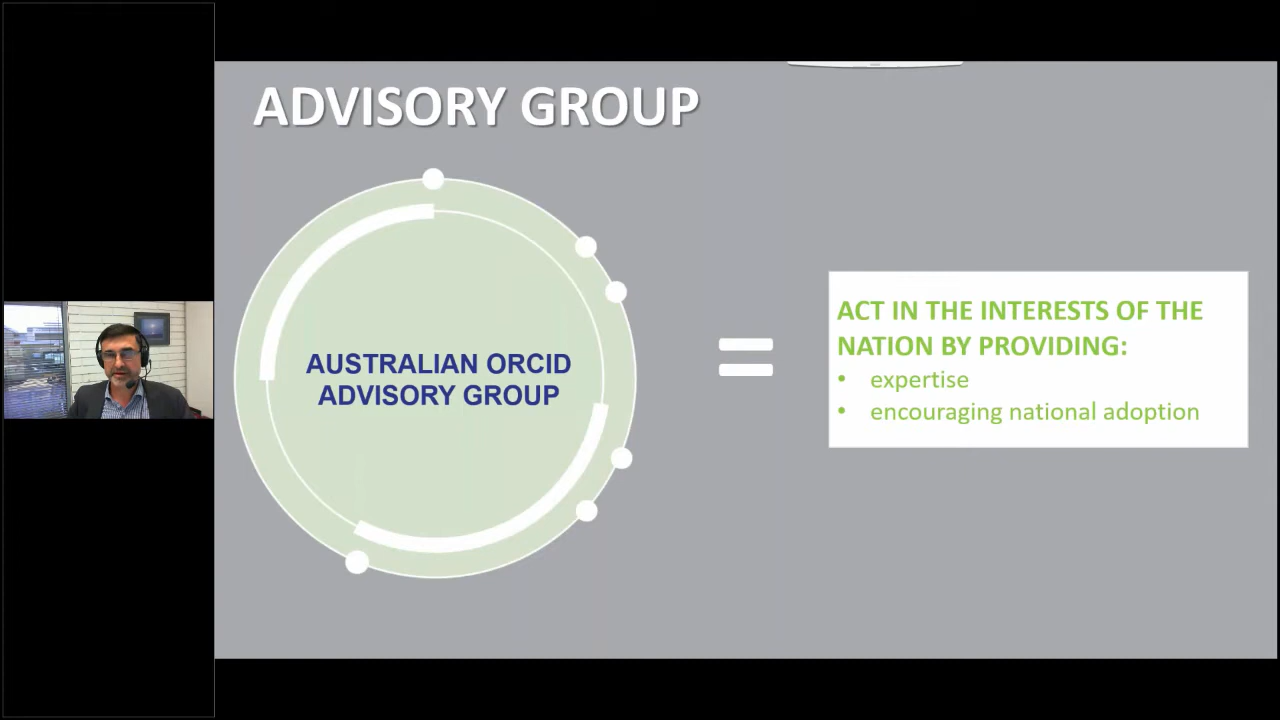 ADVISORY GROUP
AUSTRALIAN ORCID
ADVISORY GROUP
ACT IN THE INTERESTS OF THE
NATION BY PROVIDING:
• expertise
• encouraging national adoption